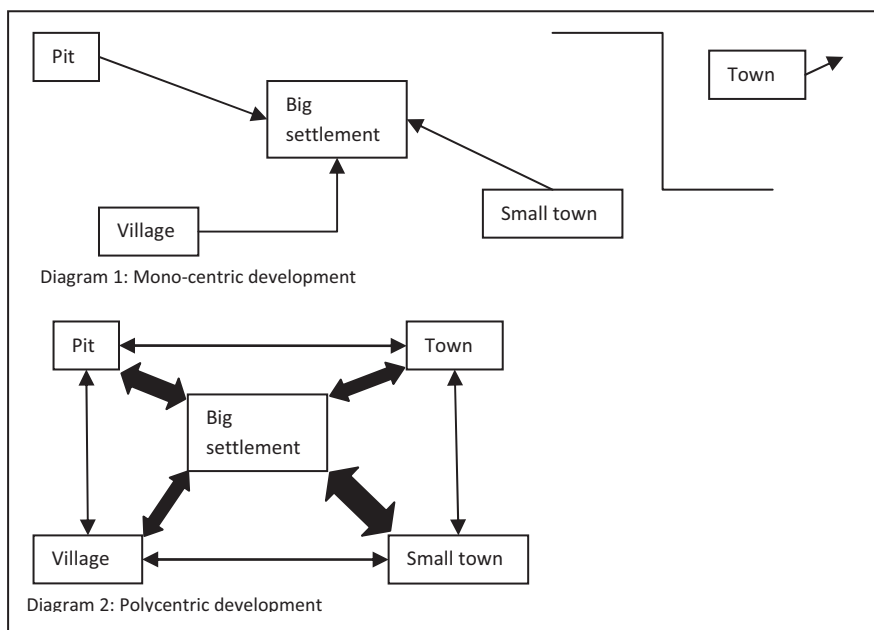 Pit
Big
settlement
Town
Village
Small town
Diagram 1: Mono-centric development
Pit
Town
Big
settlement
Village
Small town
Diagram 2: Polycentric development